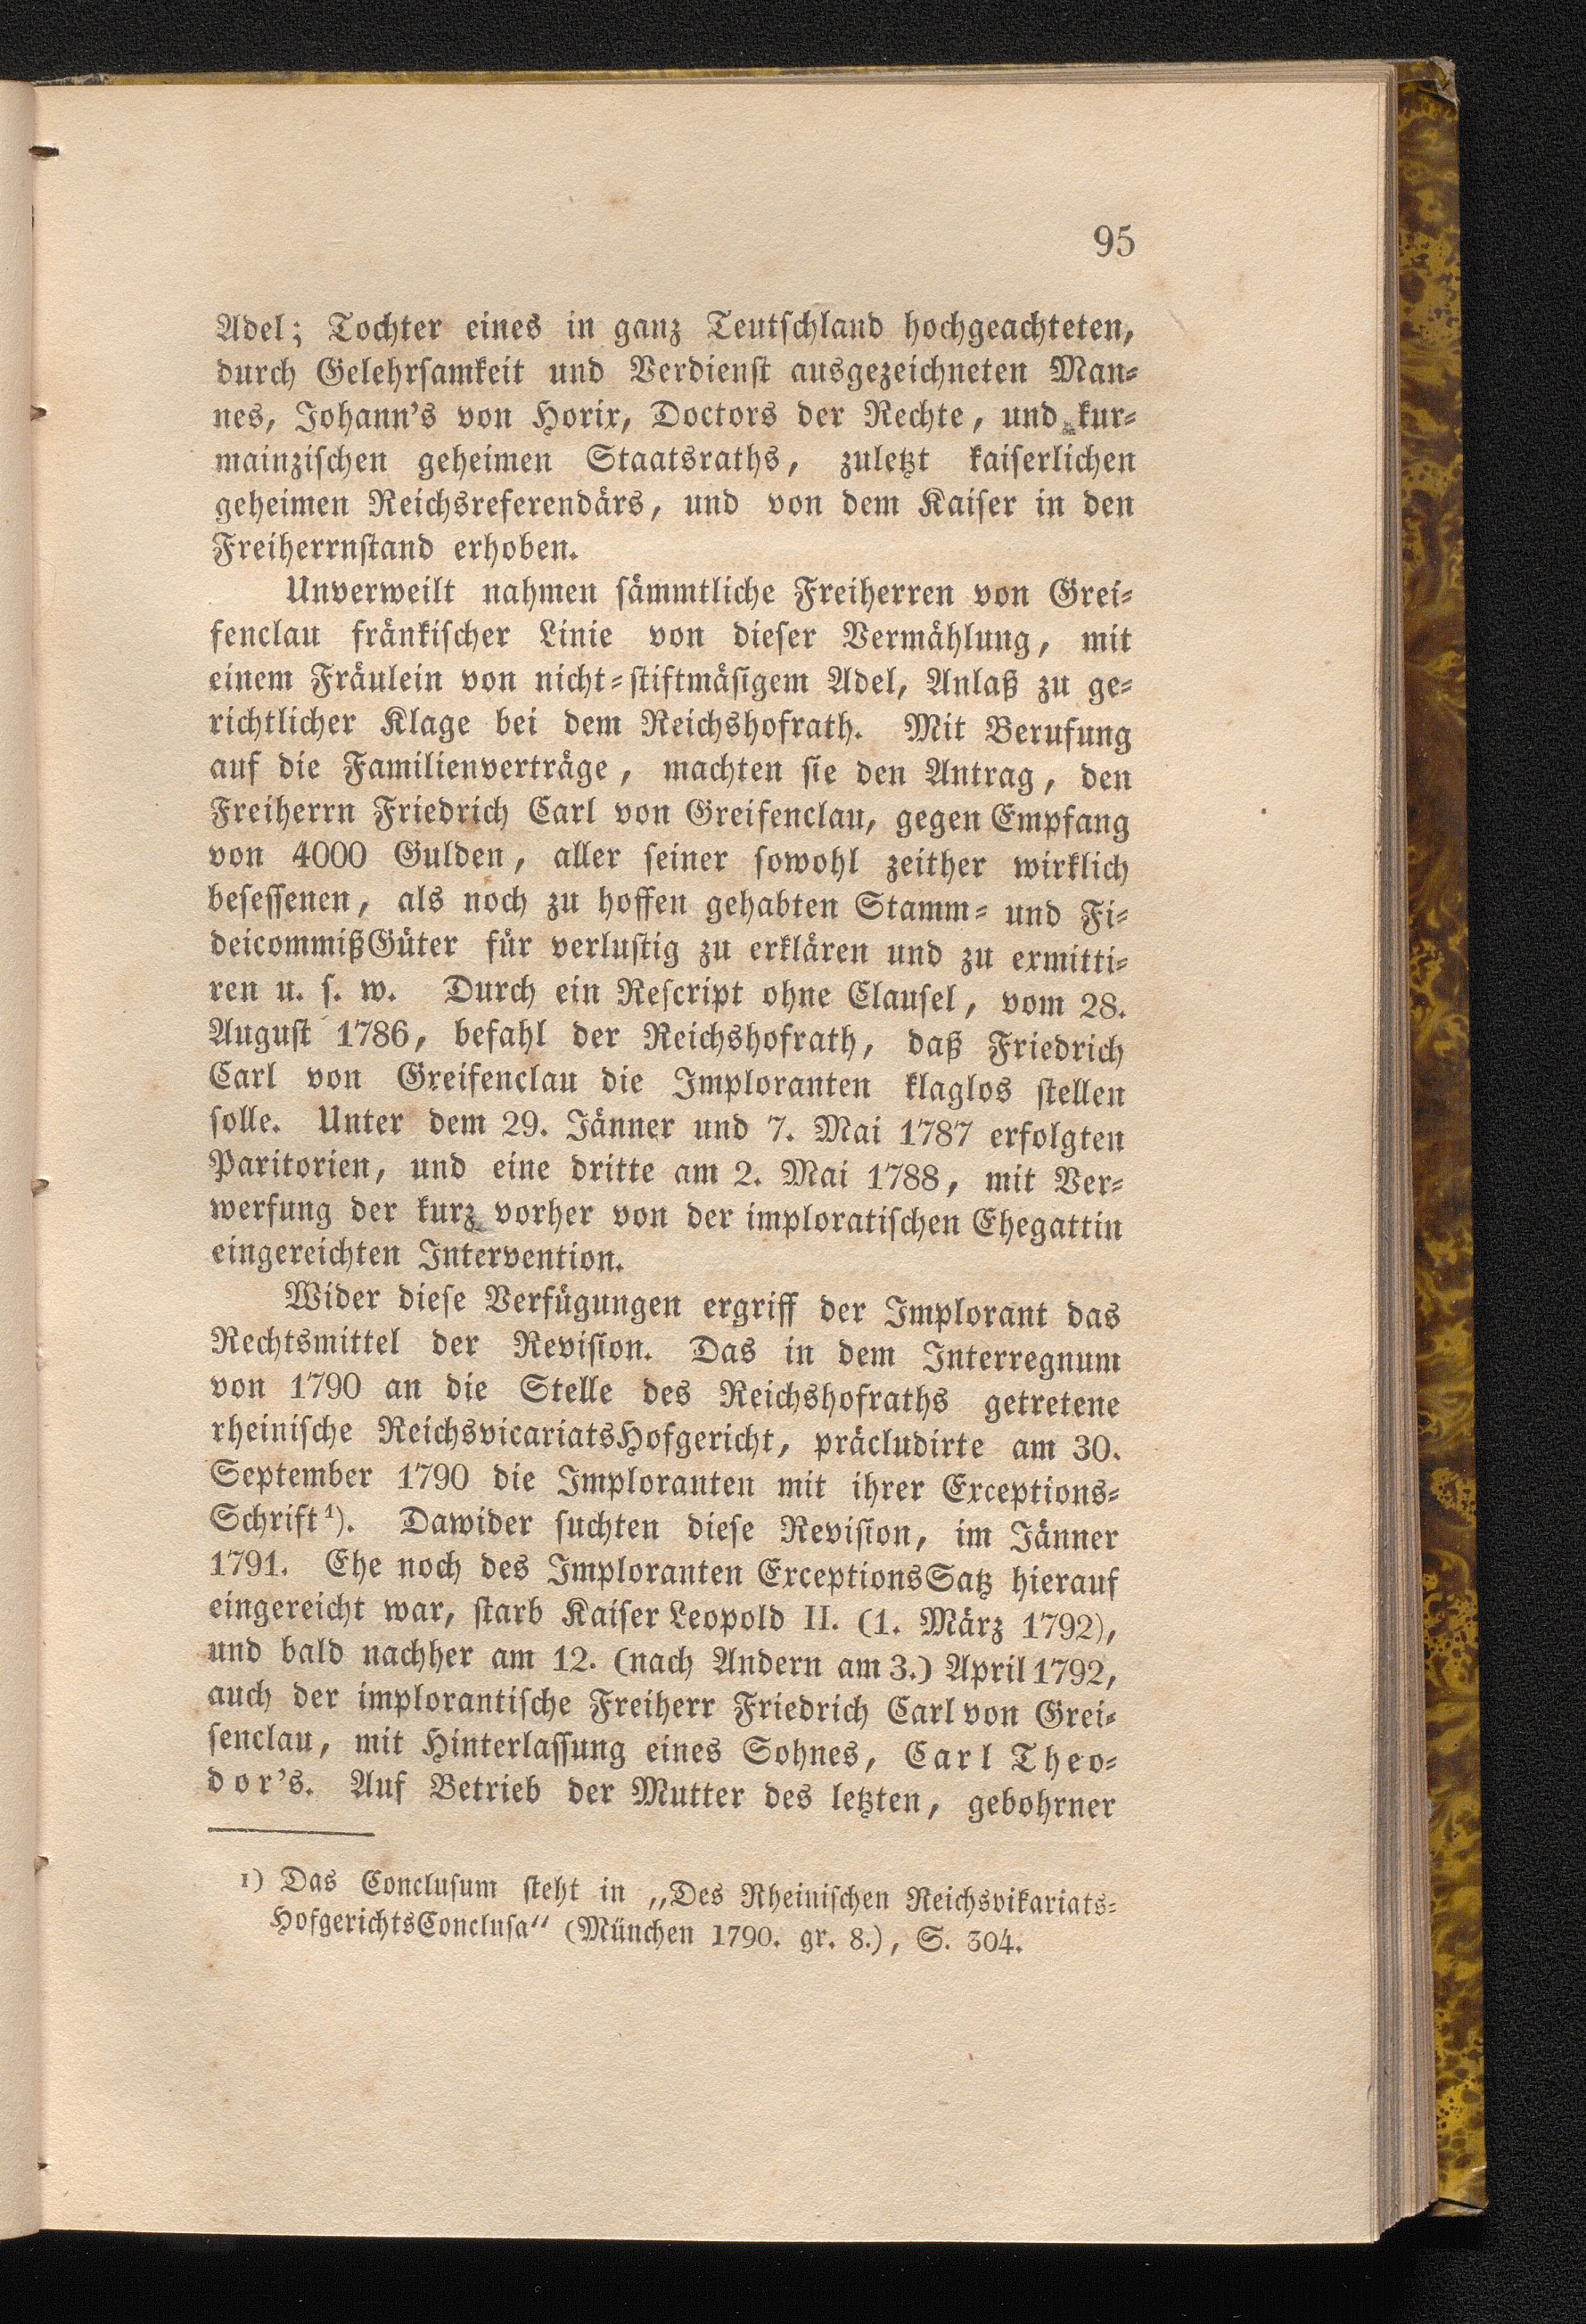 95
Adel; Tochter eines in ganz Teutschland hochgeachteten,
durch Gelehrsamkeit und Verdienst ausgezeichneten Man-
nes, Johann's von Horix, Doctors der Rechte, und kur-
mainzischen geheimen Staatsraths, zuletzt kaiserlichen
geheimen Reichsreferendärs, und von dem Kaiser in den
Freiherrnstand erhoben.
Unverweilt nahmen sämmtliche Freiherren von Grei-
fenclau fränkischer Linie von dieser Vermählung, mit
einem Fräulein von nicht-stiftmäsigem Adel, Anlaß zu ge-
richtlicher Klage bei dem Reichshofrath. Mit Berufung
auf die Familienverträge, machten sie den Antrag, den
Freiherrn Friedrich Carl von Greifenclau, gegen Empfang
von 4000 Gulden, aller seiner sowohl zeither wirklich
besessenen, als noch zu hoffen gehabten Stamm- und Fi-
deicommißGüter für verlustig zu erklären und zu ermitti-
ren u. s. w. Durch ein Rescript ohne Clausel, vom 28.
August 1786, befahl der Reichshofrath, daß Friedrich
Carl von Greifenclau die Imploranten klaglos stellen
solle. Unter dem 29. Jänner und 7. Mai 1787 erfolgten
Paritorien, und eine dritte am 2. Mai 1788, mit Ver-
werfung der kurz vorher von der imploratischen Ehegattin
eingereichten Intervention.
Wider diese Verfügungen ergriff der Implorant das
Rechtsmittel der Revision. Das in dem Interregnum
von 1790 an die Stelle des Reichshofraths getretene
rheinische ReichsvicariatsHofgericht, präcludirte am 30.
September 1790 die Imploranten mit ihrer Exceptions-
Schrift¹). Dawider suchten diese Revision, im Jänner
1791. Ehe noch des Imploranten ExceptionsSatz hierauf
eingereicht war, starb Kaiser Leopold II. (1. März 1792),
und bald nachher am 12. (nach Andern am 3.) April 1792,
auch der implorantische Freiherr Friedrich Carl von Grei-
senclau, mit Hinterlassung eines Sohnes, Carl Theo-
dor's. Auf Betrieb der Mutter des letzten, gebohrner
1) Das Conclusum steht in „Des Rheinischen Reichsvikariats-
HofgerichtsConclusa" (München 1790. gr. 8.), S. 304.